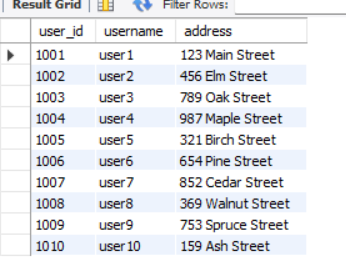 Result Grid Filter Rows:
user_id username address
1001 user1 123 Main Street
1002 user2 456 Elm Street
1003 user3 789 Oak Street
1004 user4 987 Maple Street
1005 user5 321 Birch Street
1006 user6 654 Pine Street
1007 user7 852 Cedar Street
1008 user8 369 Walnut Street
1009 user9 753 Spruce Street
1010 user10 159 Ash Street